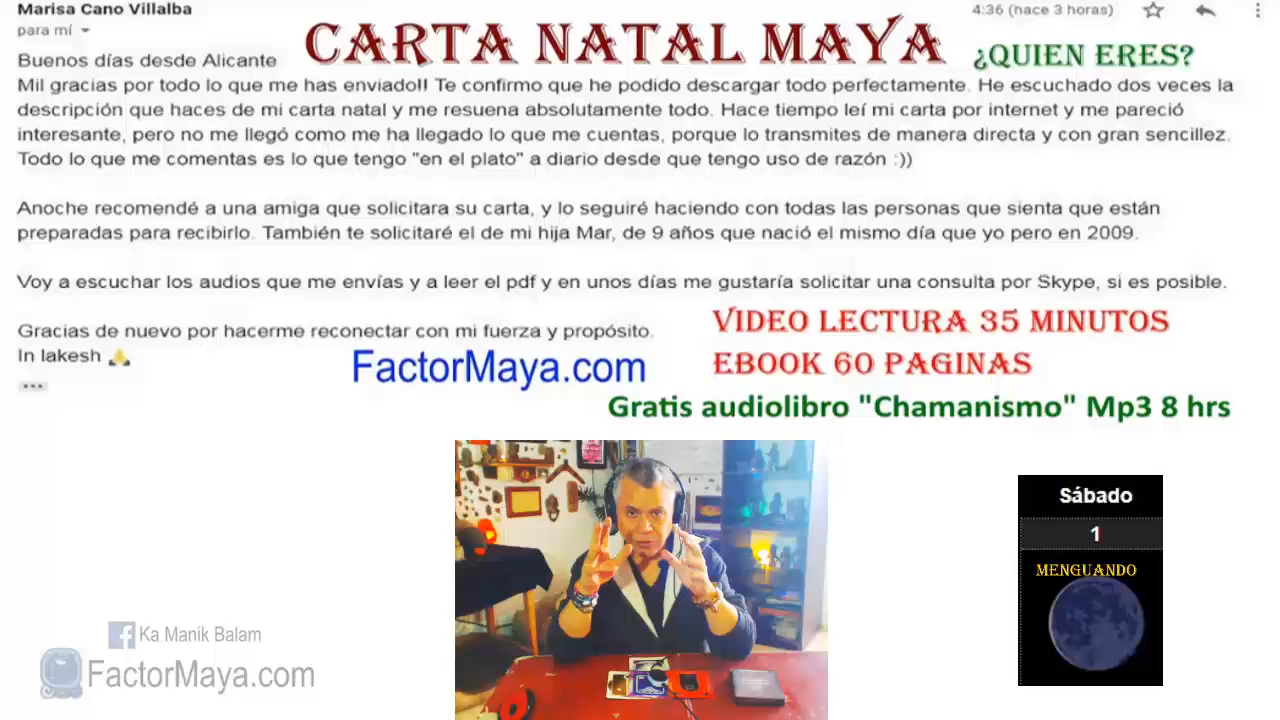 Marisa Cano Villalba
4:36 (hace 3 horas)
para mí
CARTA NATAL MAYA
¿QUIEN ERES?
Buenos días desde Alicante
Mil gracias por todo lo que me has enviado!! Te confirmo que he podido descargar todo perfectamente. He escuchado dos veces la
descripción que haces de mi carta natal y me resuena absolutamente todo. Hace tiempo leí mi carta por internet y me pareció
interesante, pero no me llegó como me ha llegado lo que me cuentas, porque lo transmites de manera directa y con gran sencillez.
Todo lo que me comentas es lo que tengo "en el plato" a diario desde que tengo uso de razón :))
Anoche recomendé a una amiga que solicitara su carta, y lo seguiré haciendo con todas las personas que sienta que están
preparadas para recibirlo. También te solicitaré el de mi hija Mar, de 9 años que nació el mismo día que yo pero en 2009.
Voy a escuchar los audios que me envías y a leer el pdf y en unos días me gustaría solicitar una consulta por Skype, si es posible.
Gracias de nuevo por hacerme reconectar con mi fuerza y propósito.
In lakesh 🙏
FactorMaya.com
VIDEO LECTURA 35 MINUTOS
EBOOK 60 PAGINAS
Gratis audiolibro "Chamanismo" Mp3 8 hrs
Sábado
1
MENGUANDO
Ka Manik Balam
FactorMaya.com